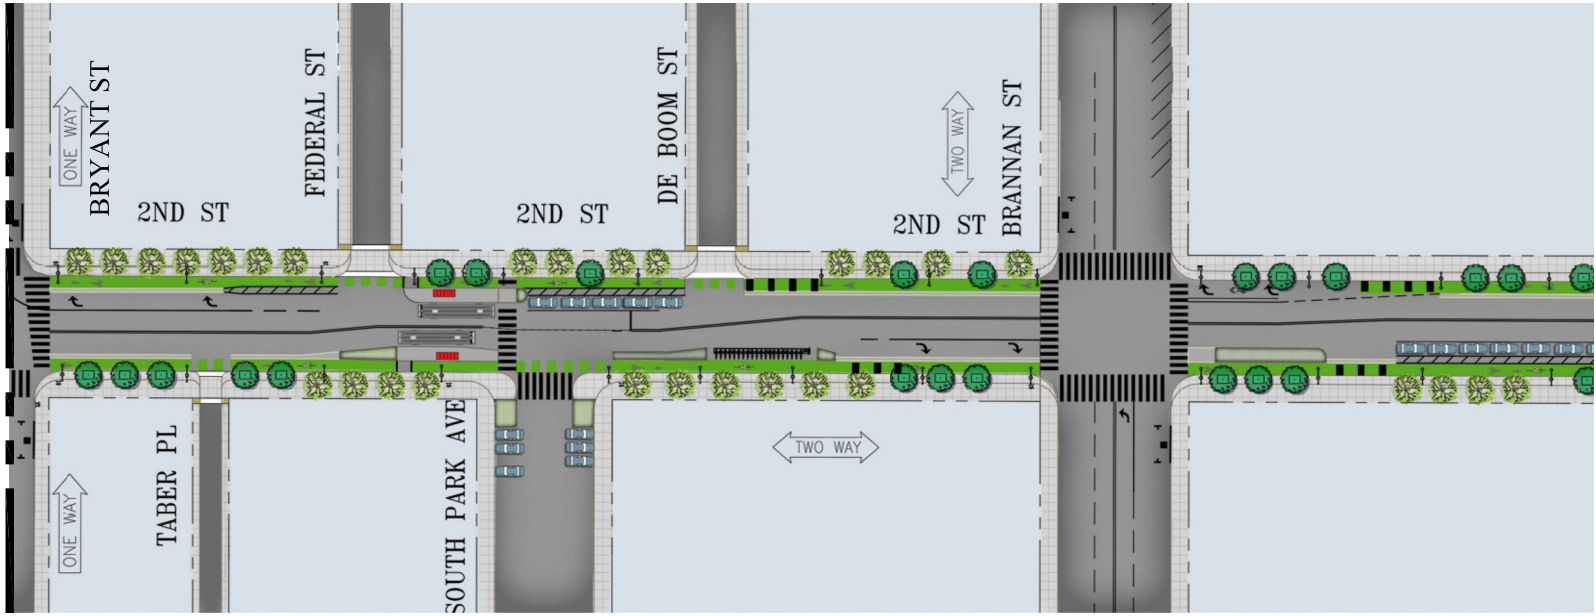 ONE WAY
BRYANT ST
FEDERAL ST
DE BOOM ST
TWO WAY
BRANNAN ST
2ND ST
2ND ST
2ND ST
ONE WAY
TABER PL
SOUTH PARK AVE
TWO WAY